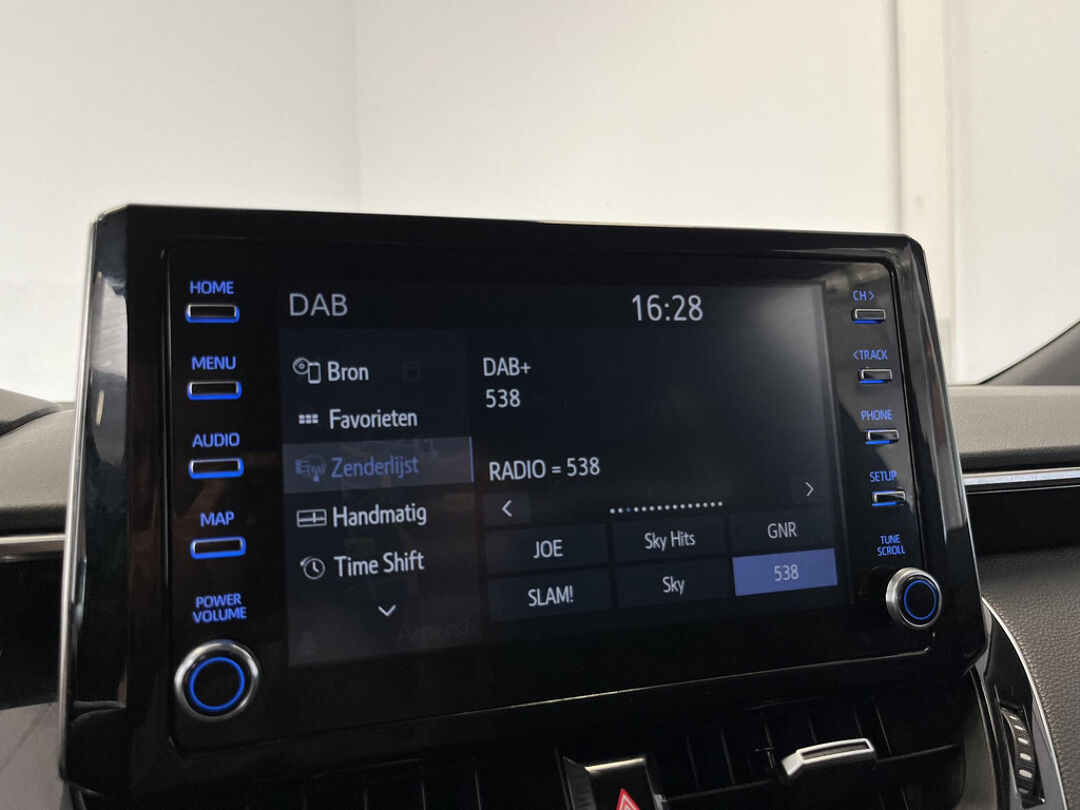 HOME
MENU
AUDIO
MAP
POWER
VOLUME
DAB
16:28
Bron
Favorieten
Zenderlijst
Handmatig
Time Shift
DAB+
538
RADIO = 538
JOE
Sky Hits
GNR
SLAM!
Sky
538
CH >
< TRACK
PHONE
SETUP
TUNE
SCROLL